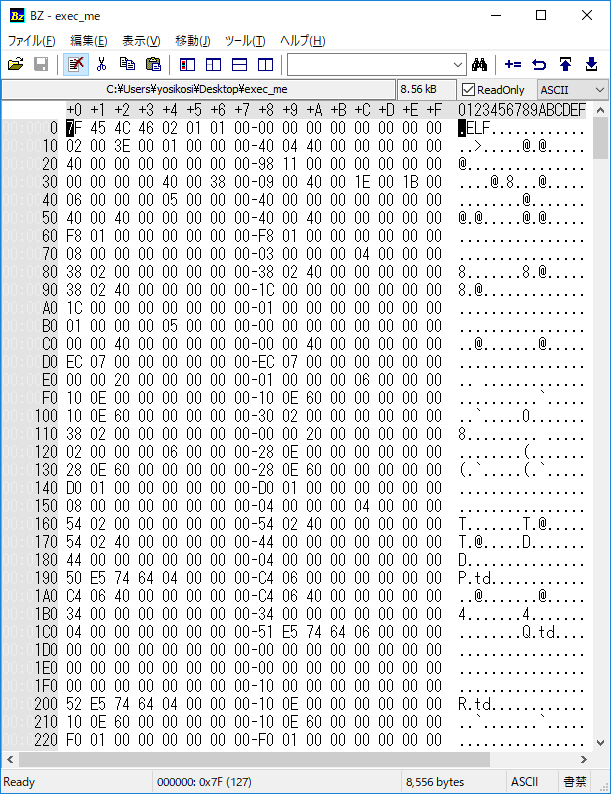 BZ - exec_me
ファイル(F) 編集(E) 表示(V) 移動(J) ツール(T) ヘルプ(H)
C:¥Users¥yosikosi¥Desktop¥exec_me 8.56 kB ReadOnly ASCII
+0 +1 +2 +3 +4 +5 +6 +7 +8 +9 +A +B +C +D +E +F 0123456789ABCDEF
0 7F 45 4C 46 02 01 01 00-00 00 00 00 00 00 00 00 .ELF............
10 02 00 3E 00 01 00 00 00-40 04 40 00 00 00 00 00 ..>.....@.@.....
20 40 00 00 00 00 00 00 00-98 11 00 00 00 00 00 00 @...............
30 00 00 00 00 40 00 38 00-09 00 40 00 1E 00 1B 00 ....@.8...@.....
40 06 00 00 00 05 00 00 00-40 00 00 00 00 00 00 00 ........@.......
50 40 00 40 00 00 00 00 00-40 00 40 00 00 00 00 00 @.@.....@.@.....
60 F8 01 00 00 00 00 00 00-F8 01 00 00 00 00 00 00 ................
70 08 00 00 00 00 00 00 00-03 00 00 00 04 00 00 00 ................
80 38 02 00 00 00 00 00 00-38 02 40 00 00 00 00 00 8.......8.@.....
90 38 02 40 00 00 00 00 00-1C 00 00 00 00 00 00 00 8.@.............
A0 1C 00 00 00 00 00 00 00-01 00 00 00 00 00 00 00 ................
B0 01 00 00 00 05 00 00 00-00 00 00 00 00 00 00 00 ................
C0 00 00 40 00 00 00 00 00-00 00 40 00 00 00 00 00 ..@.......@.....
D0 EC 07 00 00 00 00 00 00-EC 07 00 00 00 00 00 00 ................
E0 00 00 20 00 00 00 00 00-01 00 00 00 06 00 00 00 .. .............
F0 10 0E 00 00 00 00 00 00-10 0E 60 00 00 00 00 00 ..........`.....
100 10 0E 60 00 00 00 00 00-30 02 00 00 00 00 00 00 ..`.....0.......
110 38 02 00 00 00 00 00 00-00 00 20 00 00 00 00 00 8......... .....
120 02 00 00 00 06 00 00 00-28 0E 00 00 00 00 00 00 ........(.......
130 28 0E 60 00 00 00 00 00-28 0E 60 00 00 00 00 00 (.`.....(.`.....
140 D0 01 00 00 00 00 00 00-D0 01 00 00 00 00 00 00 ................
150 08 00 00 00 00 00 00 00-04 00 00 00 04 00 00 00 ................
160 54 02 00 00 00 00 00 00-54 02 40 00 00 00 00 00 T.......T.@.....
170 54 02 40 00 00 00 00 00-44 00 00 00 00 00 00 00 T.@.....D.......
180 44 00 00 00 00 00 00 00-04 00 00 00 00 00 00 00 D...............
190 50 E5 74 64 04 00 00 00-C4 06 00 00 00 00 00 00 P.td............
1A0 C4 06 40 00 00 00 00 00-C4 06 40 00 00 00 00 00 ..@.......@.....
1B0 34 00 00 00 00 00 00 00-34 00 00 00 00 00 00 00 4.......4.......
1C0 04 00 00 00 00 00 00 00-51 E5 74 64 06 00 00 00 ........Q.td....
1D0 00 00 00 00 00 00 00 00-00 00 00 00 00 00 00 00 ................
1E0 00 00 00 00 00 00 00 00-00 00 00 00 00 00 00 00 ................
1F0 00 00 00 00 00 00 00 00-10 00 00 00 00 00 00 00 ................
200 52 E5 74 64 04 00 00 00-10 0E 00 00 00 00 00 00 R.td............
210 10 0E 60 00 00 00 00 00-10 0E 60 00 00 00 00 00 ..`.......`.....
220 F0 01 00 00 00 00 00 00-F0 01 00 00 00 00 00 00 ................
Ready 000000: 0x7F (127) 8,556 bytes ASCII 書禁